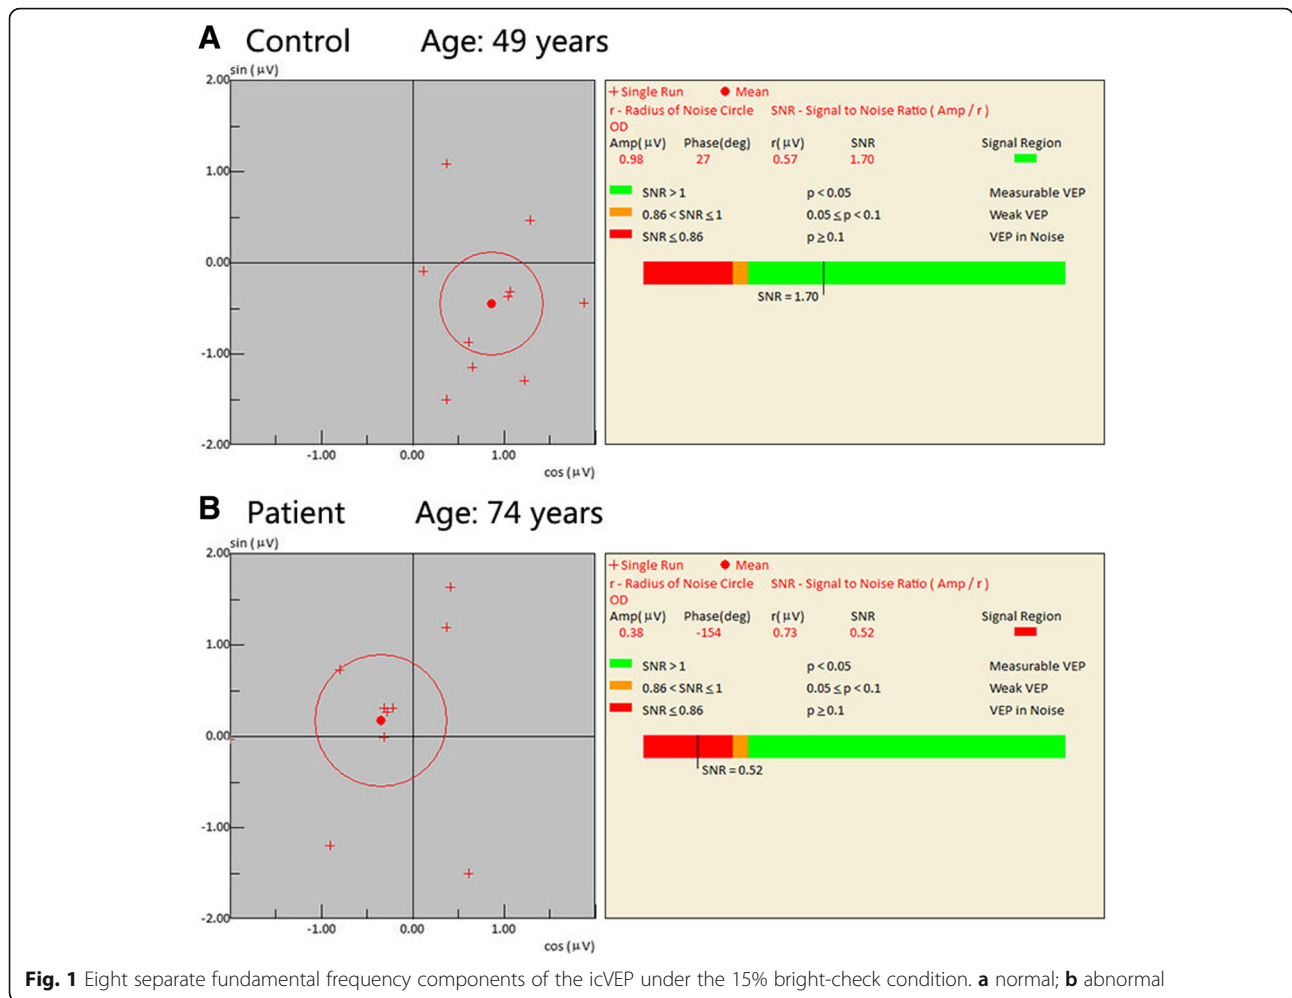 A Control Age: 49 years
sin (μV)
2.00
1.00
0.00
-1.00
-2.00
-1.00 0.00 1.00
cos (μV)
+ Single Run ● Mean
r - Radius of Noise Circle SNR - Signal to Noise Ratio ( Amp / r )
OD
Amp( μV) Phase(deg) r( μV) SNR Signal Region
0.98 27 0.57 1.70
SNR > 1 p < 0.05 Measurable VEP
0.86 < SNR ≤ 1 0.05 ≤ p < 0.1 Weak VEP
SNR ≤ 0.86 p ≥ 0.1 VEP in Noise
SNR = 1.70
B Patient Age: 74 years
sin (μV)
2.00
1.00
0.00
-1.00
-2.00
-1.00 0.00 1.00
cos (μV)
+ Single Run ● Mean
r - Radius of Noise Circle SNR - Signal to Noise Ratio ( Amp / r )
OD
Amp( μV) Phase(deg) r( μV) SNR Signal Region
0.38 -154 0.73 0.52
SNR > 1 p < 0.05 Measurable VEP
0.86 < SNR ≤ 1 0.05 ≤ p < 0.1 Weak VEP
SNR ≤ 0.86 p ≥ 0.1 VEP in Noise
SNR = 0.52
Fig. 1 Eight separate fundamental frequency components of the icVEP under the 15% bright-check condition. a normal; b abnormal